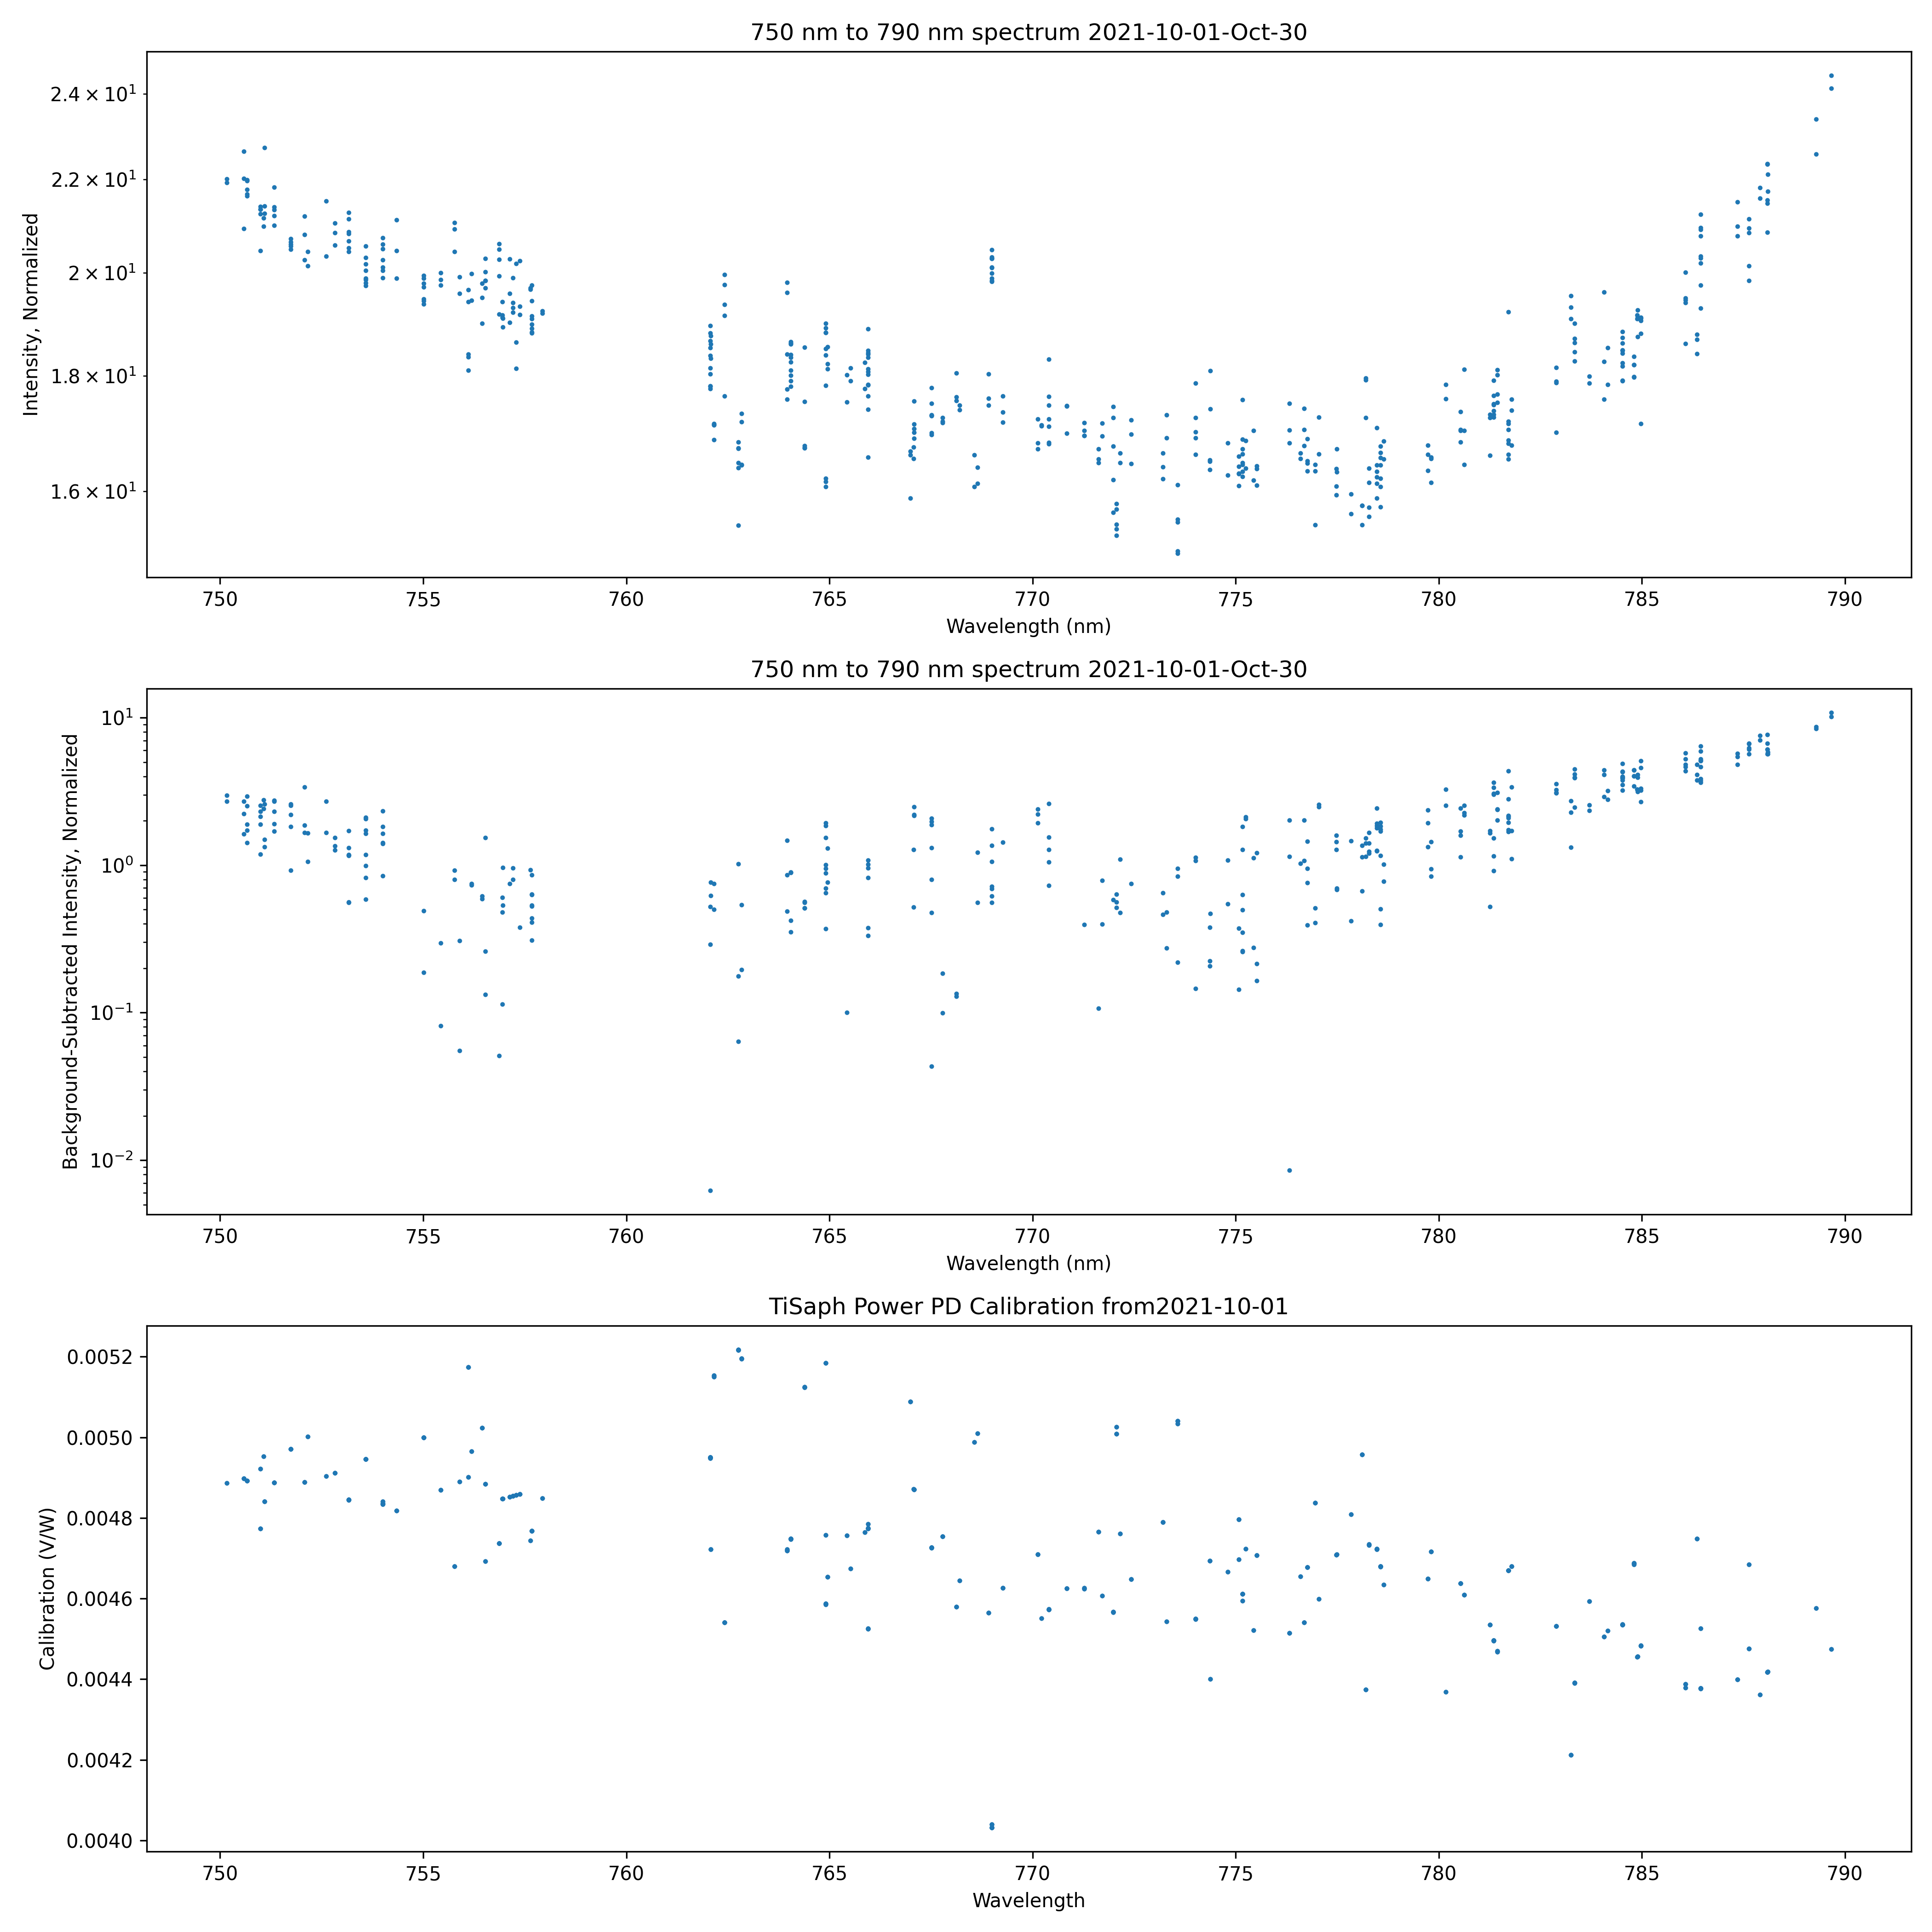 750 nm to 790 nm spectrum 2021-10-01-Oct-30
Intensity, Normalized
2.4 × 10¹
2.2 × 10¹
2 × 10¹
1.8 × 10¹
1.6 × 10¹
750 755 760 765 770 775 780 785 790
Wavelength (nm)
750 nm to 790 nm spectrum 2021-10-01-Oct-30
Background-Subtracted Intensity, Normalized
10¹
10⁰
10⁻¹
10⁻²
750 755 760 765 770 775 780 785 790
Wavelength (nm)
TiSaph Power PD Calibration from2021-10-01
Calibration (V/W)
0.0052
0.0050
0.0048
0.0046
0.0044
0.0042
0.0040
750 755 760 765 770 775 780 785 790
Wavelength